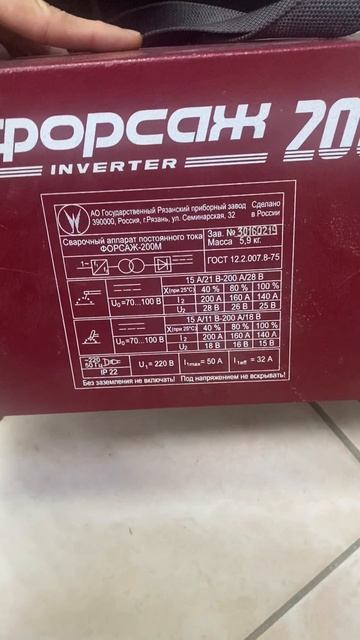 форсаж 20
INVERTER
АО Государственный Рязанский приборный завод
390000, Россия, г.Рязань, ул. Семинарская, 32
Сделано
в России
Сварочный аппарат постоянного тока
ФОРСАЖ-200М
Зав. № 30160219
Масса 5,9 кг.
ГОСТ 12.2.007.8-75
15 А/21 В-200 А/28 В
X(при 25°C) 40 % 80 % 100 %
U₀=70...100 В I₂ 200 А 160 А 140 А
U₂ 28 В 26 В 25 В
15 А/11 В-200 А/18 В
X(при 25°C) 40 % 80 % 100 %
U₀=70...100 В I₂ 200 А 160 А 140 А
U₂ 18 В 16 В 15 В
~220
50 Гц
IP 22
U₁ = 220 В I₁max = 50 А I₁eff = 32 А
Без заземления не включать! Под напряжением не вскрывать!